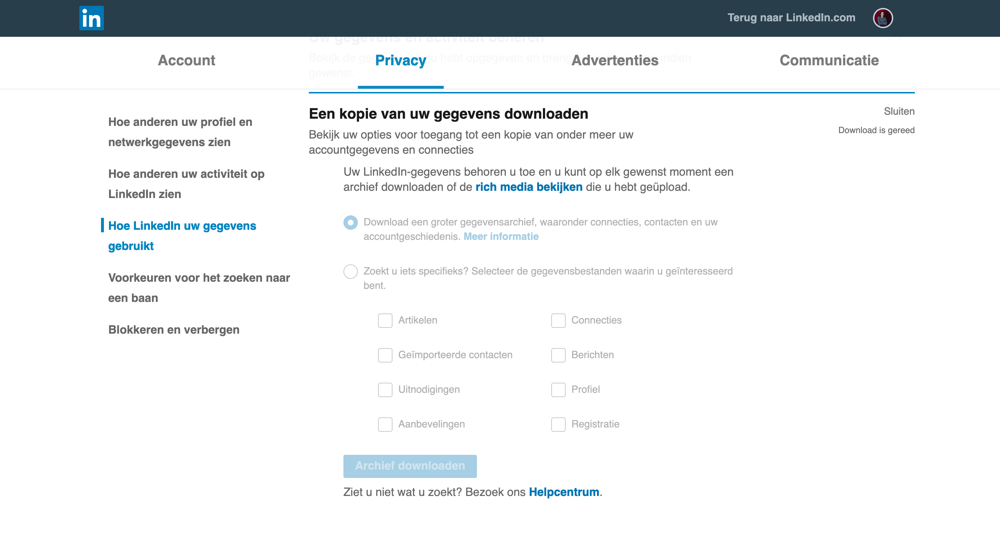 in
Terug naar LinkedIn.com
Uw gegevens en activiteit beheren
Account
Privacy
Advertenties
Communicatie
Bekijk de u hebt opgegeven en breng indien
gewenst.
Een kopie van uw gegevens downloaden
Sluiten
Bekijk uw opties voor toegang tot een kopie van onder meer uw
accountgegevens en connecties
Download is gereed
Hoe anderen uw profiel en
netwerkgegevens zien
Hoe anderen uw activiteit op
LinkedIn zien
Hoe LinkedIn uw gegevens
gebruikt
Voorkeuren voor het zoeken naar
een baan
Blokkeren en verbergen
Uw LinkedIn-gegevens behoren u toe en u kunt op elk gewenst moment een
archief downloaden of de rich media bekijken die u hebt geüpload.
Download een groter gegevensarchief, waaronder connecties, contacten en uw
accountgeschiedenis. Meer informatie
Zoekt u iets specifieks? Selecteer de gegevensbestanden waarin u geïnteresseerd
bent.
Artikelen
Connecties
Geïmporteerde contacten
Berichten
Uitnodigingen
Profiel
Aanbevelingen
Registratie
Archief downloaden
Ziet u niet wat u zoekt? Bezoek ons Helpcentrum.